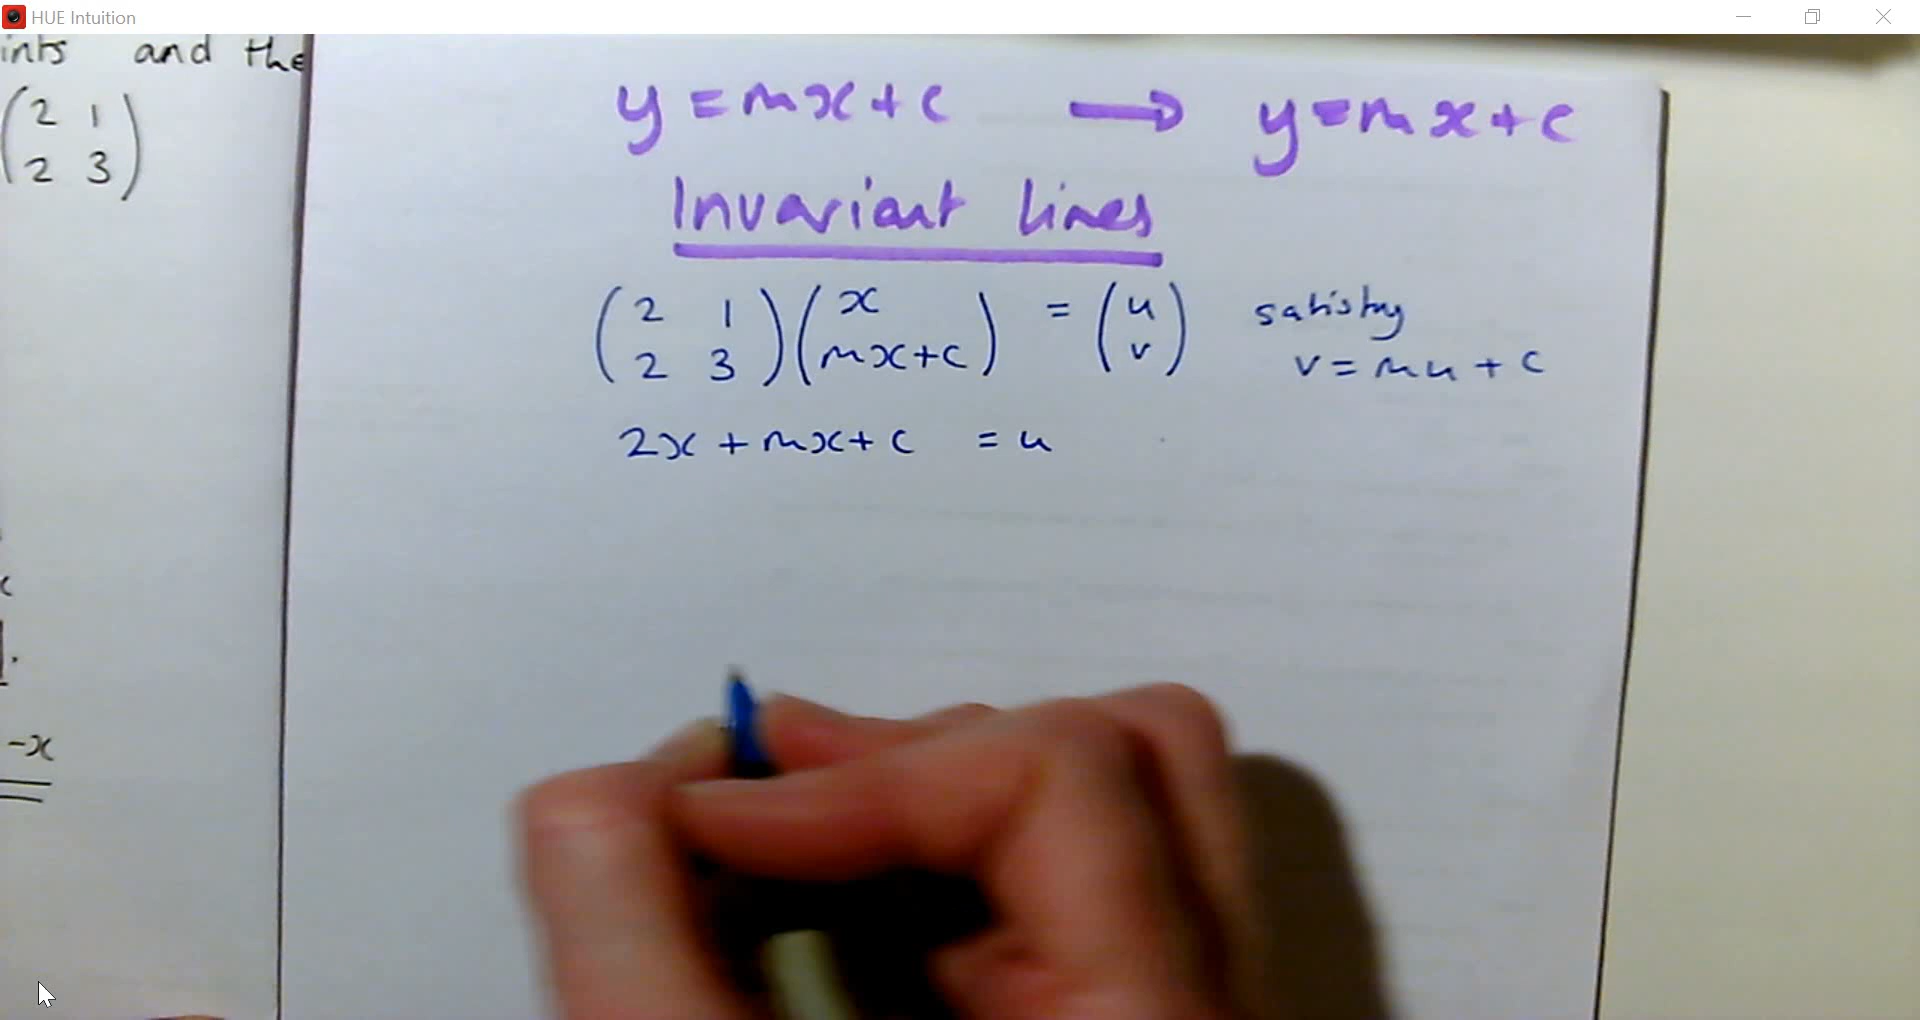 HUE Intuition
ints and the
(2 1
2 3)
-x
y = mx + c → y = mx + c
Invariant lines
(2 1
2 3) (x
mx+c) = (u
v) satisfy
v = mu + c
2x + mx + c = u